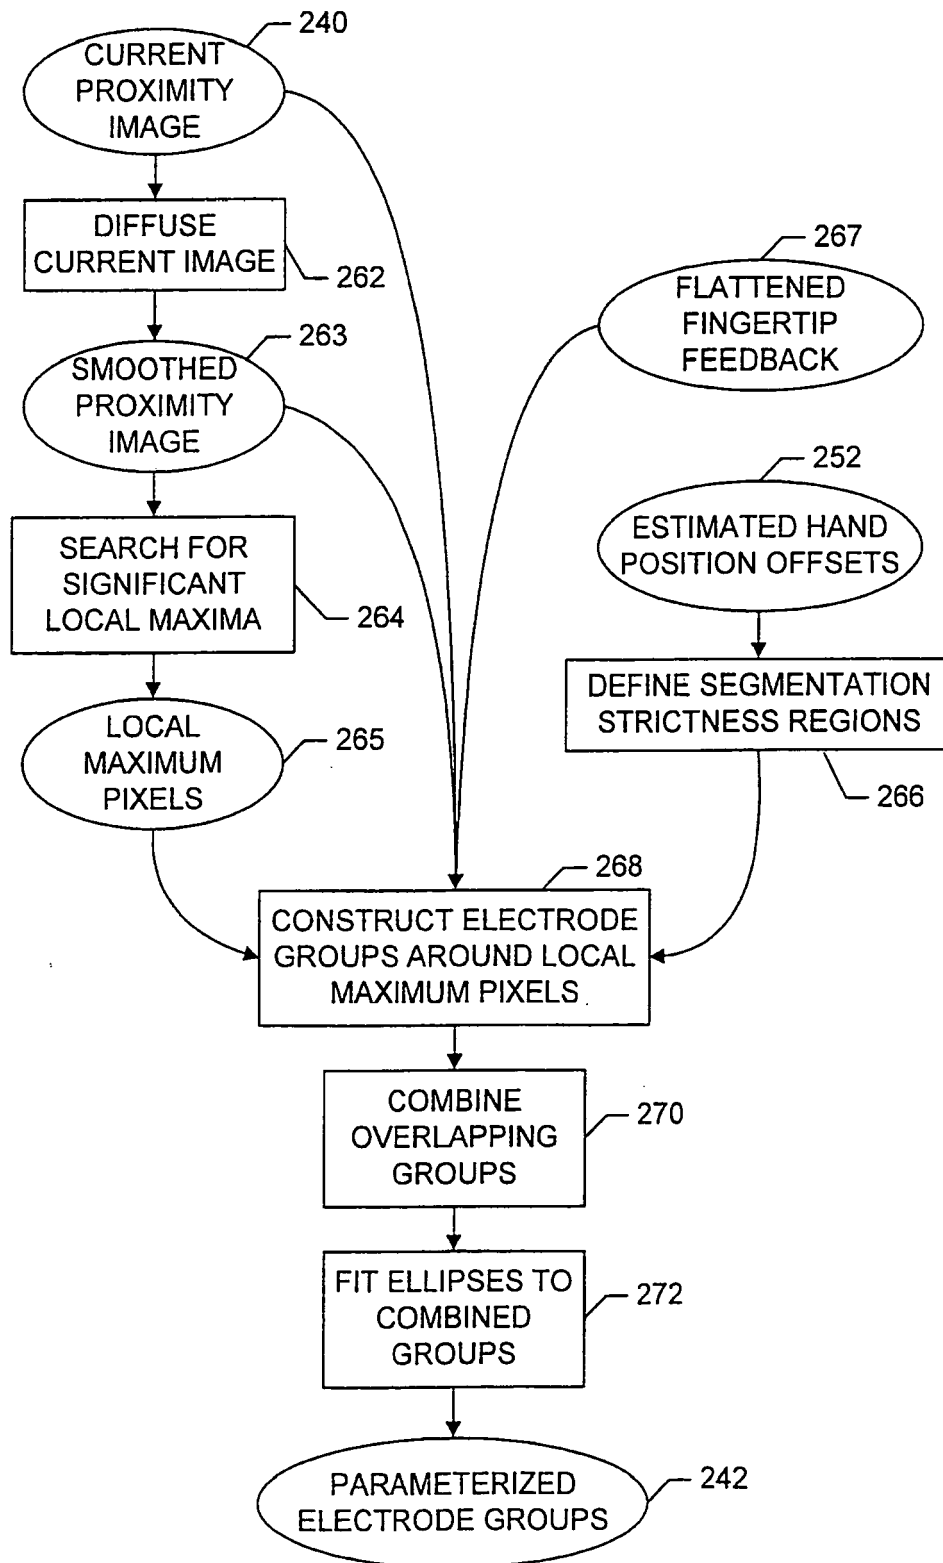 240
CURRENT
PROXIMITY
IMAGE
DIFFUSE
CURRENT IMAGE
262
263
SMOOTHED
PROXIMITY
IMAGE
SEARCH FOR
SIGNIFICANT
LOCAL MAXIMA
264
LOCAL
MAXIMUM
PIXELS
265
267
FLATTENED
FINGERTIP
FEEDBACK
252
ESTIMATED HAND
POSITION OFFSETS
DEFINE SEGMENTATION
STRICTNESS REGIONS
266
268
CONSTRUCT ELECTRODE
GROUPS AROUND LOCAL
MAXIMUM PIXELS
COMBINE
OVERLAPPING
GROUPS
270
FIT ELLIPSES TO
COMBINED
GROUPS
272
PARAMETERIZED
ELECTRODE GROUPS
242